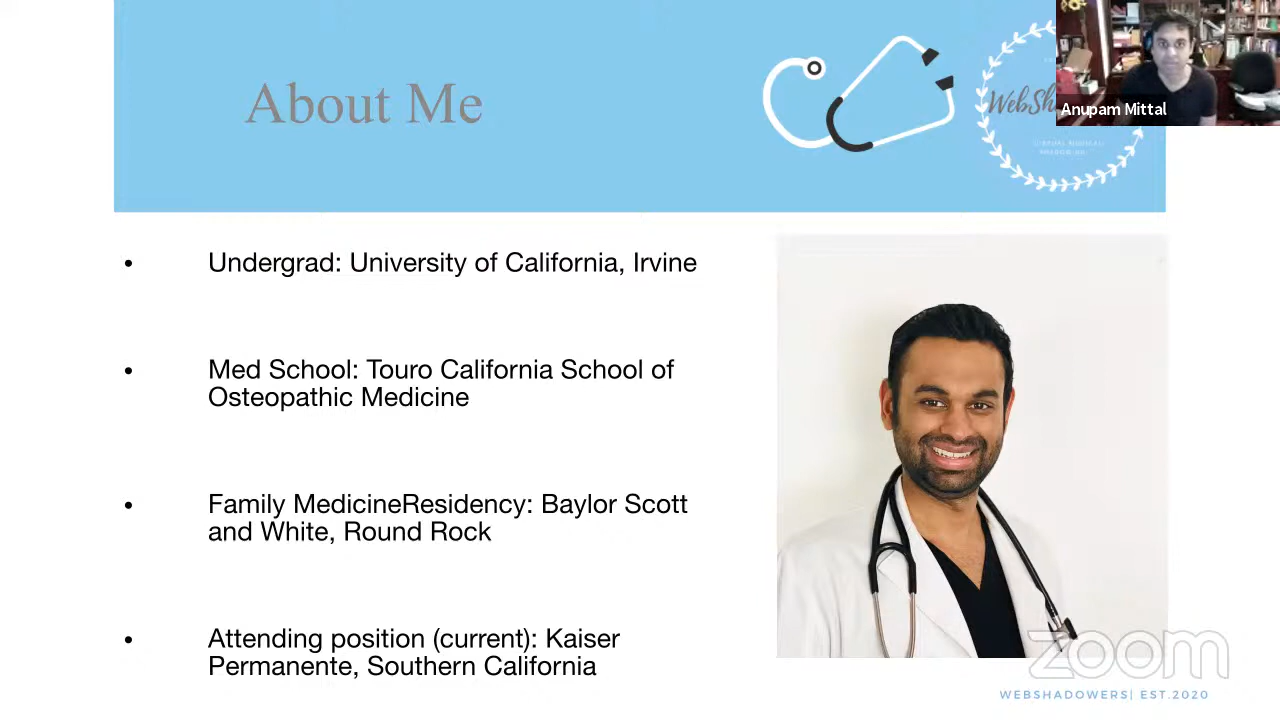 About Me
WebSh
Anupam Mittal
• Undergrad: University of California, Irvine
• Med School: Touro California School of
Osteopathic Medicine
• Family MedicineResidency: Baylor Scott
and White, Round Rock
• Attending position (current): Kaiser
Permanente, Southern California
zoom
WEBSHADOWERS| EST.2020